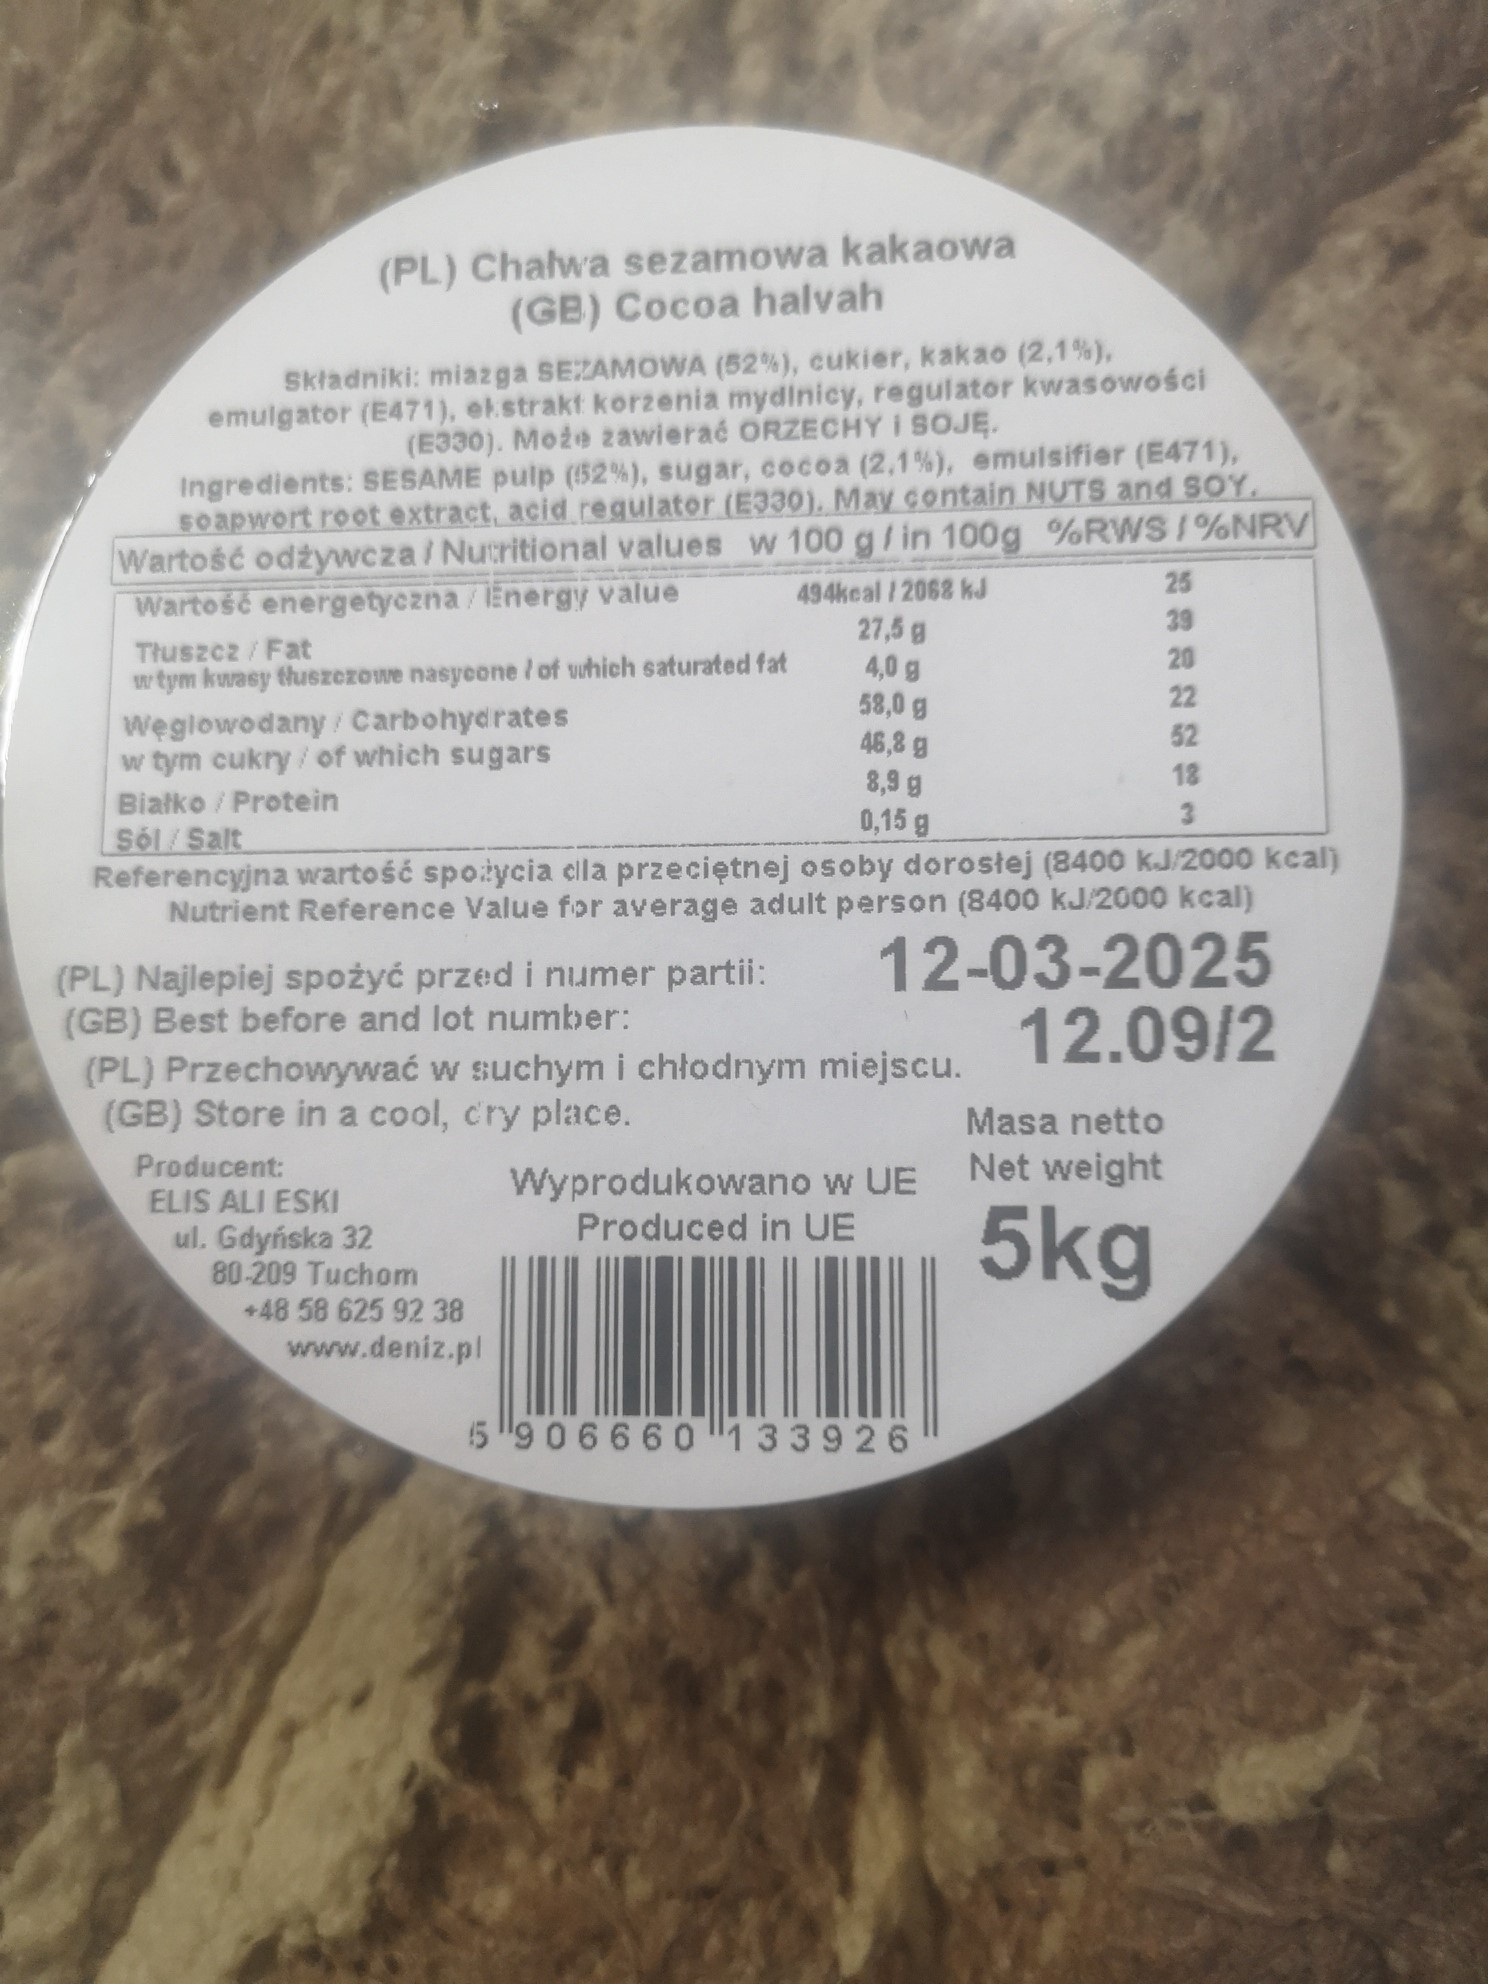 (PL) Chałwa sezamowa kakaowa
(GB) Cocoa halvah
Składniki: miazga SEZAMOWA (52%), cukier, kakao (2,1%),
emulgator (E471), ekstrakt korzenia mydlnicy, regulator kwasowości
(E330). Może zawierać ORZECHY i SOJĘ.
Ingredients: SESAME pulp (52%), sugar, cocoa (2,1%), emulsifier (E471),
soapwort root extract, acid regulator (E330). May contain NUTS and SOY.
Wartość odżywcza / Nutritional values w 100 g / in 100g %RWS / %NRV
Wartość energetyczna / Energy value 494kcal / 2068 kJ 25
Tłuszcz / Fat 27,5 g 39
w tym kwasy tłuszczowe nasycone / of which saturated fat 4,0 g 20
Węglowodany / Carbohydrates 58,0 g 22
w tym cukry / of which sugars 46,8 g 52
Białko / Protein 8,9 g 18
Sól / Salt 0,15 g 3
Referencyjna wartość spożycia dla przeciętnej osoby dorosłej (8400 kJ/2000 kcal)
Nutrient Reference Value for average adult person (8400 kJ/2000 kcal)
(PL) Najlepiej spożyć przed i numer partii: 12-03-2025
(GB) Best before and lot number: 12.09/2
(PL) Przechowywać w suchym i chłodnym miejscu.
(GB) Store in a cool, dry place.
Masa netto
Net weight
5kg
Producent:
ELIS ALI ESKI
ul. Gdyńska 32
80-209 Tuchom
+48 58 625 92 38
www.deniz.pl
Wyprodukowano w UE
Produced in UE
5 906660 133926